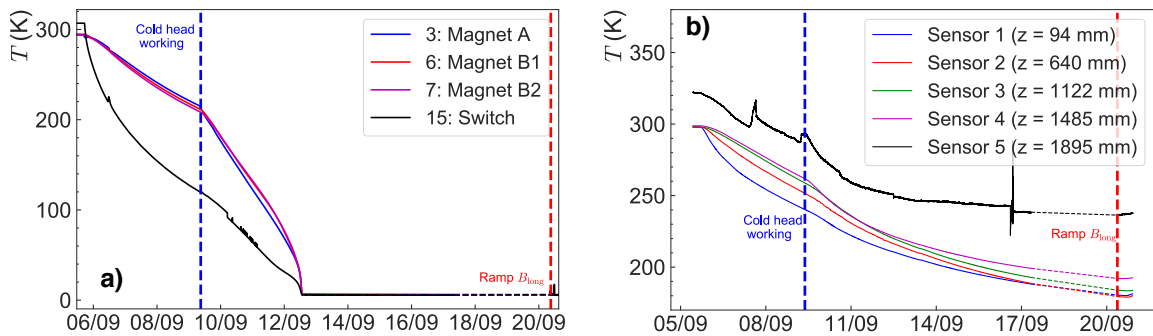 T (K)
300
200
100
0
06/09
08/09
10/09
12/09
14/09
16/09
18/09
20/09
Cold head
working
3: Magnet A
6: Magnet B1
7: Magnet B2
15: Switch
a)
Ramp B_long
b)
T (K)
350
300
250
200
05/09
08/09
11/09
14/09
17/09
20/09
Sensor 1 (z = 94 mm)
Sensor 2 (z = 640 mm)
Sensor 3 (z = 1122 mm)
Sensor 4 (z = 1485 mm)
Sensor 5 (z = 1895 mm)
Cold head
working
Ramp B_long